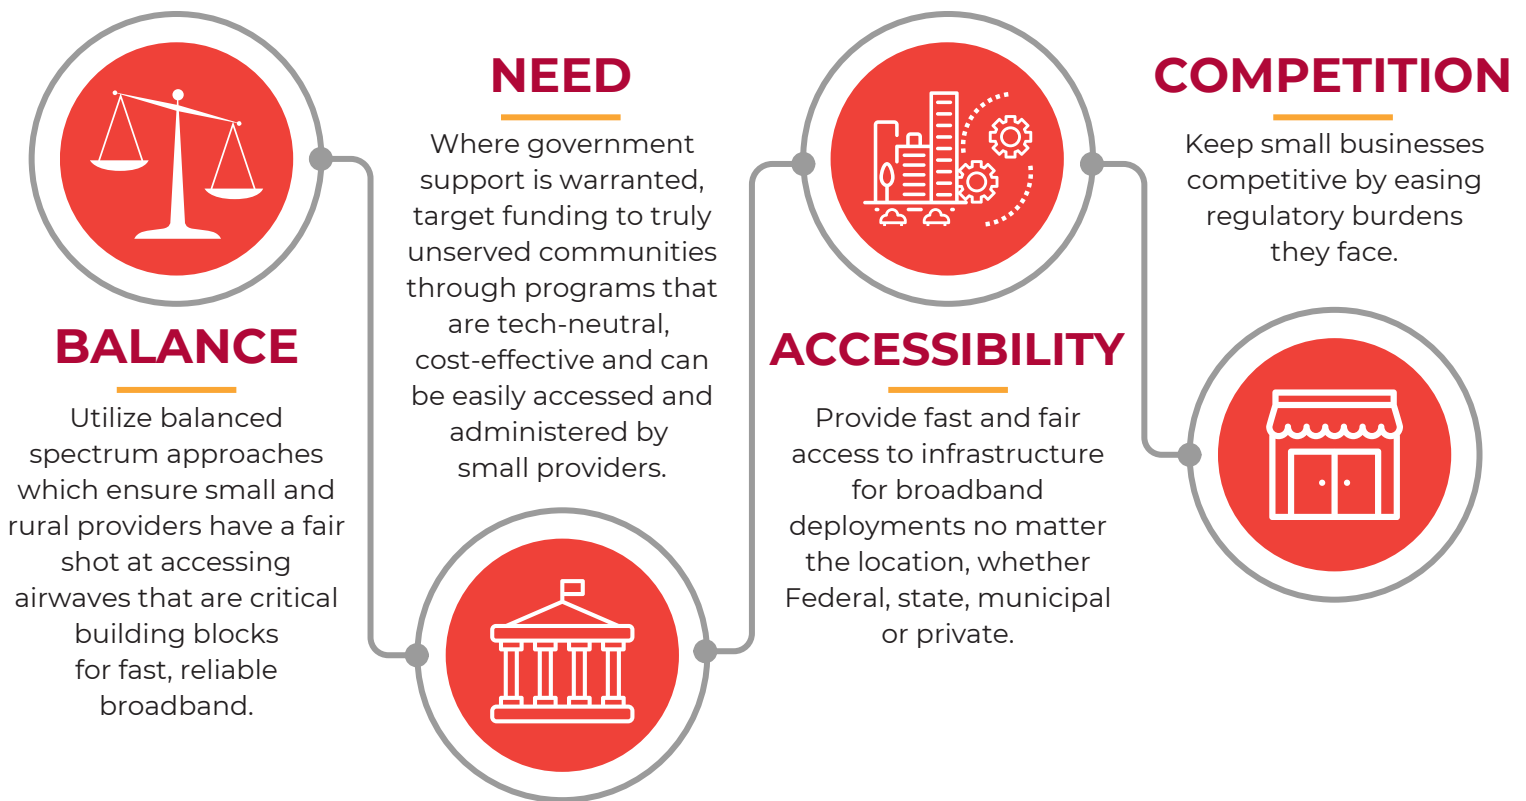 BALANCE
Utilize balanced
spectrum approaches
which ensure small and
rural providers have a fair
shot at accessing
airwaves that are critical
building blocks
for fast, reliable
broadband.
NEED
Where government
support is warranted,
target funding to truly
unserved communities
through programs that
are tech-neutral,
cost-effective and can
be easily accessed and
administered by
small providers.
ACCESSIBILITY
Provide fast and fair
access to infrastructure
for broadband
deployments no matter
the location, whether
Federal, state, municipal
or private.
COMPETITION
Keep small businesses
competitive by easing
regulatory burdens
they face.